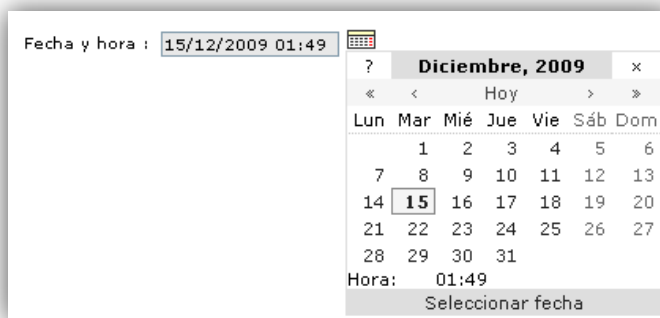 Fecha y hora : 15/12/2009 01:49
? Diciembre, 2009 ×
« ‹ Hoy › »
Lun Mar Mié Jue Vie Sáb Dom
1 2 3 4 5 6
7 8 9 10 11 12 13
14 15 16 17 18 19 20
21 22 23 24 25 26 27
28 29 30 31
Hora: 01:49
Seleccionar fecha